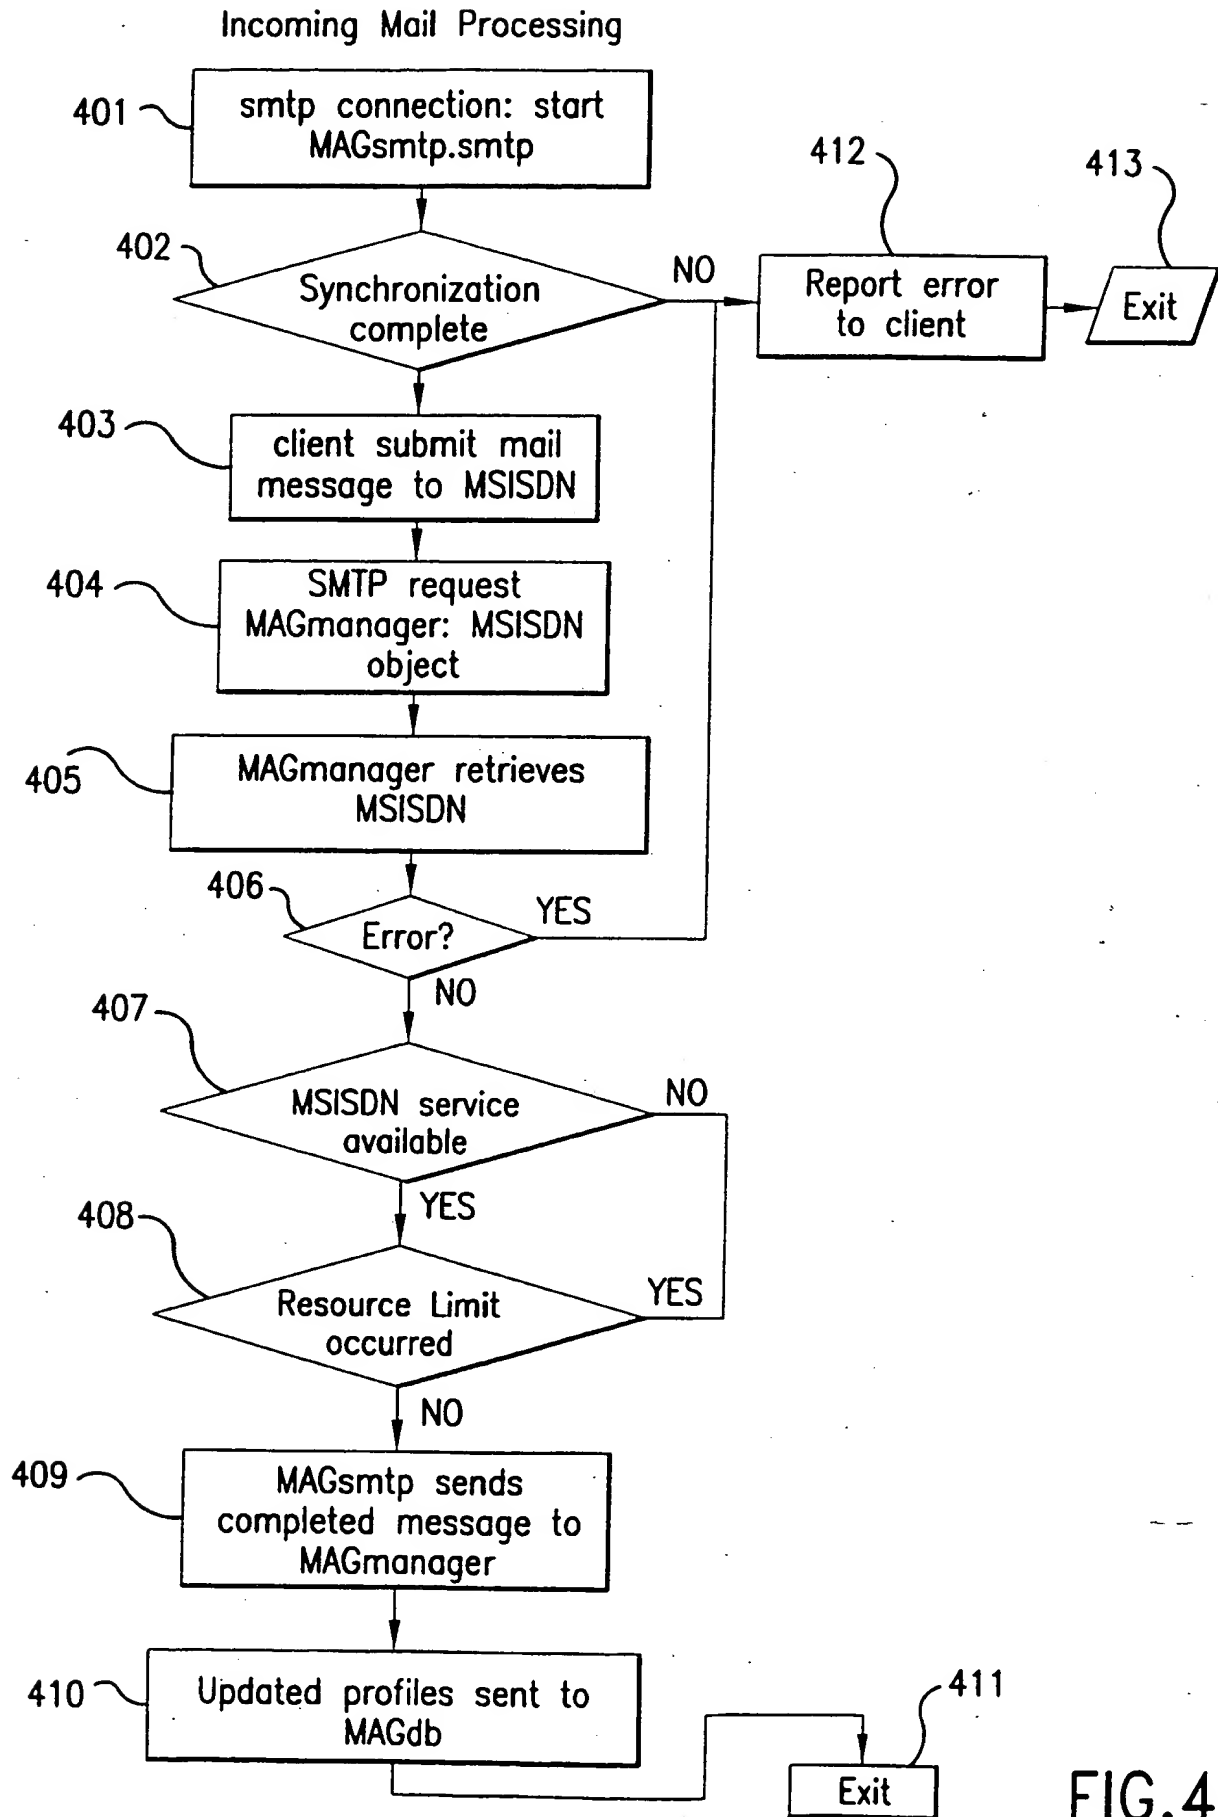 Incoming Mail Processing
401
smtp connection: start
MAGsmtp.smtp
412
413
402
Synchronization
complete
NO
Report error
to client
Exit
403
client submit mail
message to MSISDN
404
SMTP request
MAGmanager: MSISDN
object
405
MAGmanager retrieves
MSISDN
406
Error?
YES
NO
407
MSISDN service
available
NO
YES
408
Resource Limit
occurred
YES
NO
409
MAGsmtp sends
completed message to
MAGmanager
410
Updated profiles sent to
MAGdb
411
Exit
FIG.4